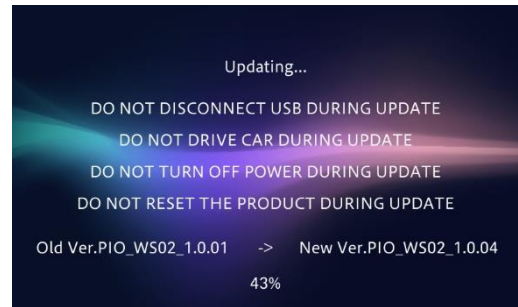 Updating...
DO NOT DISCONNECT USB DURING UPDATE
DO NOT DRIVE CAR DURING UPDATE
DO NOT TURN OFF POWER DURING UPDATE
DO NOT RESET THE PRODUCT DURING UPDATE
Old Ver.PIO_WS02_1.0.01 -> New Ver.PIO_WS02_1.0.04
43%